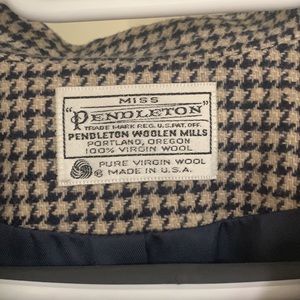 MISS
"PENDLETON"
TRADE MARK REG. U.S. PAT. OFF.
PENDLETON WOOLEN MILLS
PORTLAND, OREGON
100% VIRGIN WOOL
PURE VIRGIN WOOL
® MADE IN U.S.A.